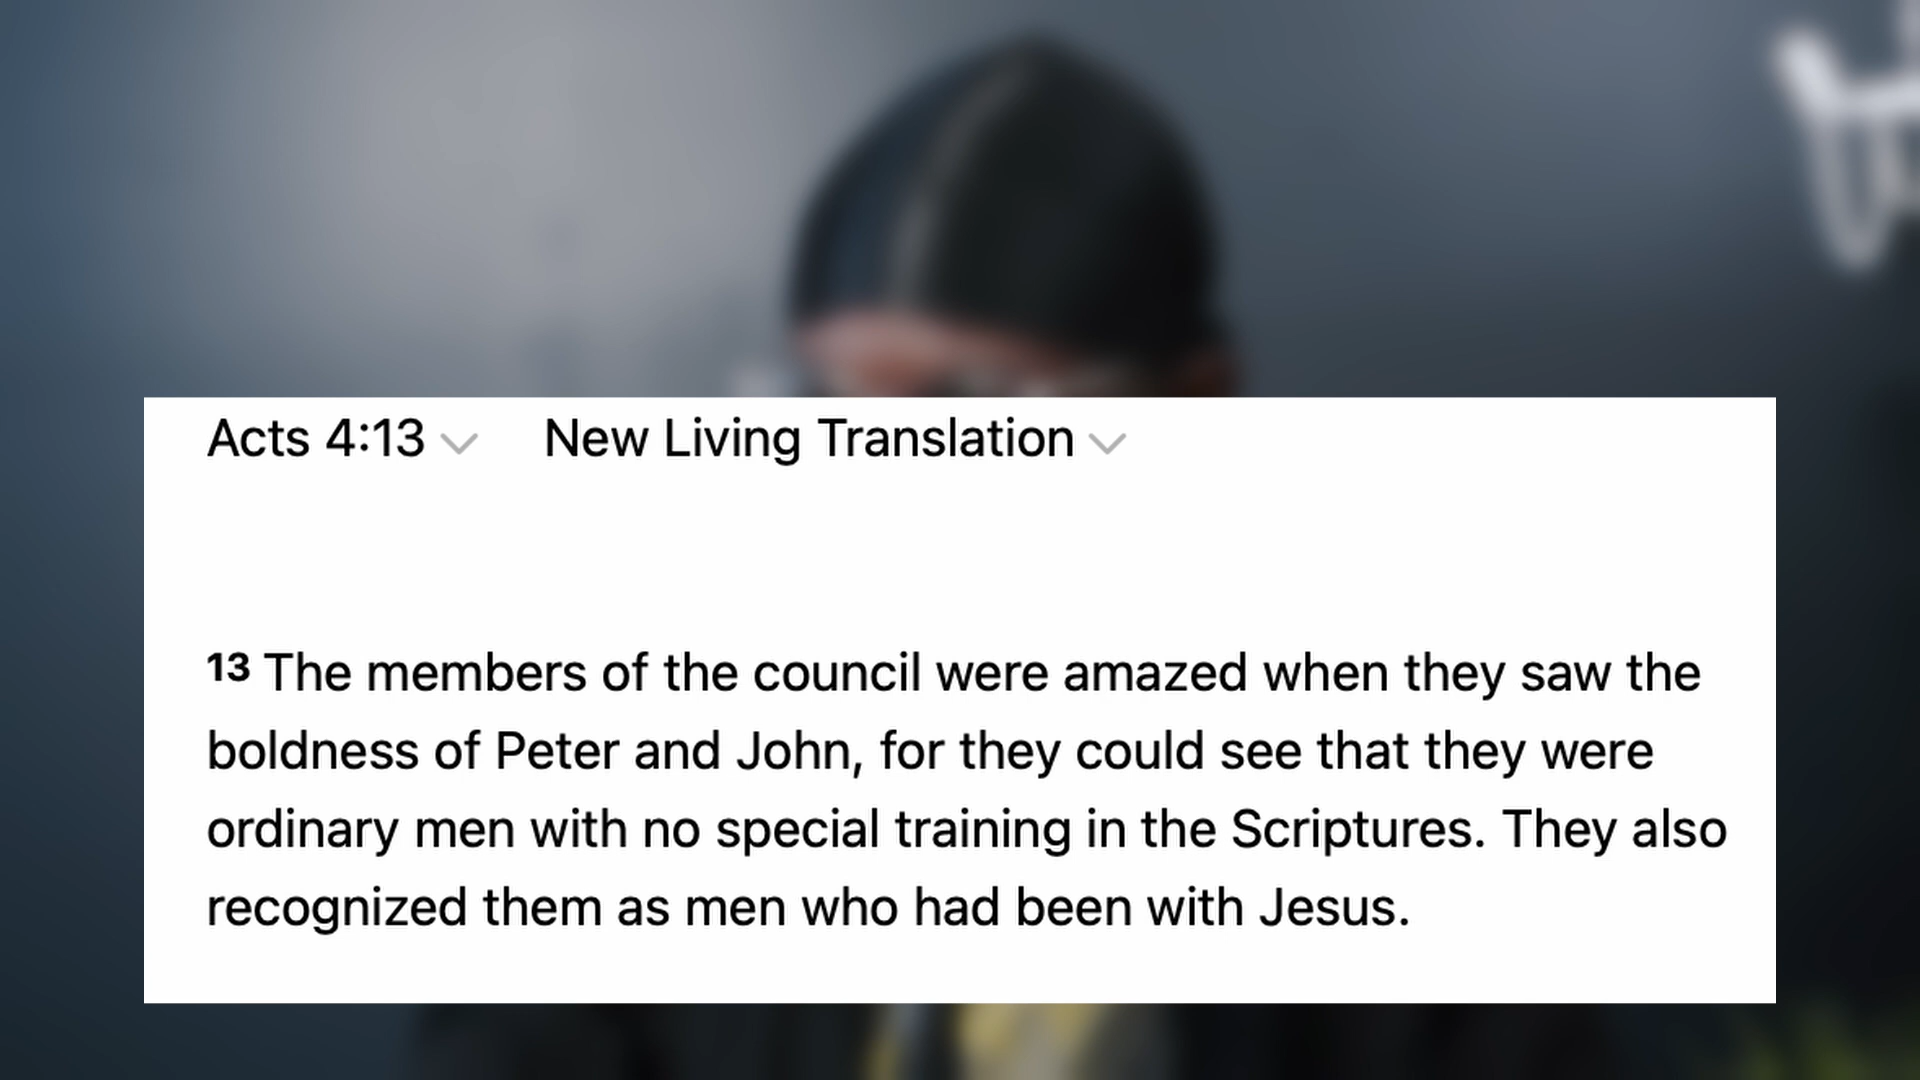 Acts 4:13 New Living Translation
13 The members of the council were amazed when they saw the
boldness of Peter and John, for they could see that they were
ordinary men with no special training in the Scriptures. They also
recognized them as men who had been with Jesus.